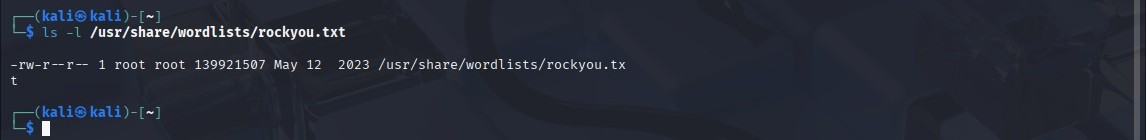 ┌──(kali㉿kali)-[~]
└─$ ls -l /usr/share/wordlists/rockyou.txt
-rw-r--r-- 1 root root 139921507 May 12  2023 /usr/share/wordlists/rockyou.tx
t
┌──(kali㉿kali)-[~]
└─$